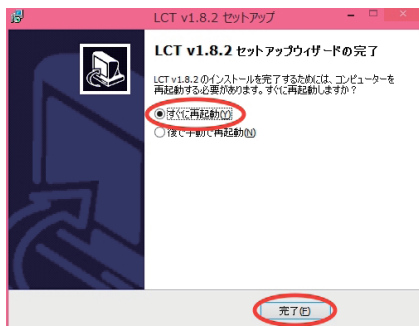 LCT v1.8.2 セットアップ
LCT v1.8.2 セットアップウィザードの完了
LCT v1.8.2 のインストールを完了するためには、コンピューターを
再起動する必要があります。すぐに再起動しますか？
すぐに再起動(Y)
後で手動で再起動(N)
完了(F)